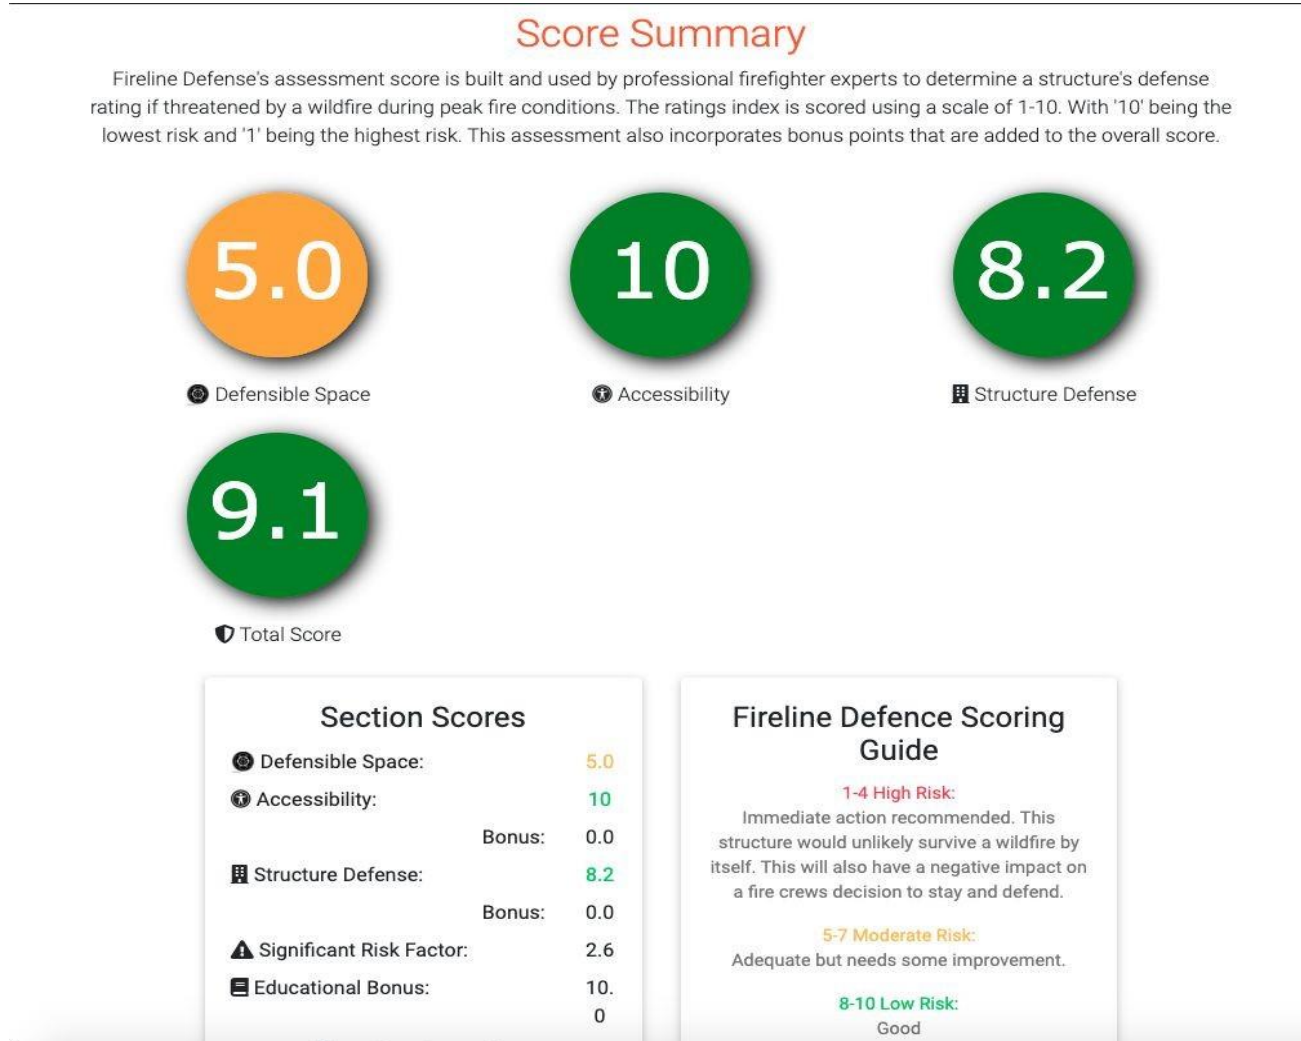 Score Summary
Fireline Defense's assessment score is built and used by professional firefighter experts to determine a structure's defense
rating if threatened by a wildfire during peak fire conditions. The ratings index is scored using a scale of 1-10. With '10' being the
lowest risk and '1' being the highest risk. This assessment also incorporates bonus points that are added to the overall score.
5.0
Defensible Space
10
Accessibility
8.2
Structure Defense
9.1
Total Score
Section Scores
Defensible Space: 5.0
Accessibility: 10
Bonus: 0.0
Structure Defense: 8.2
Bonus: 0.0
Significant Risk Factor: 2.6
Educational Bonus: 10.
0
Fireline Defence Scoring
Guide
1-4 High Risk:
Immediate action recommended. This
structure would unlikely survive a wildfire by
itself. This will also have a negative impact on
a fire crews decision to stay and defend.
5-7 Moderate Risk:
Adequate but needs some improvement.
8-10 Low Risk:
Good